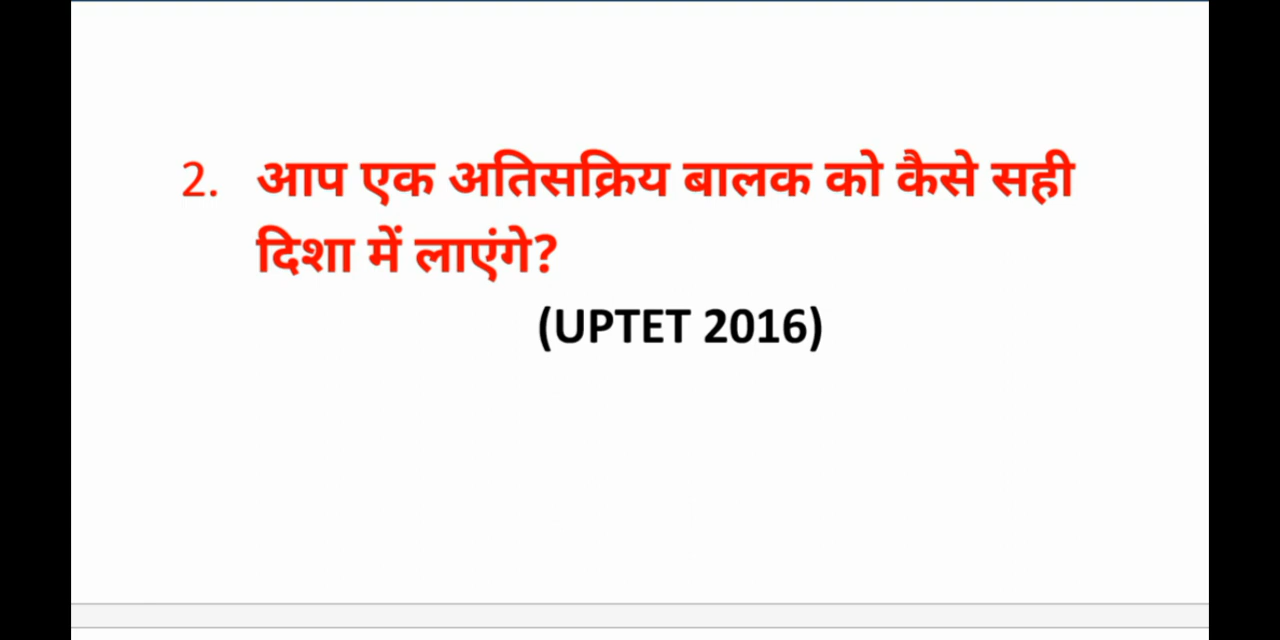 2. आप एक अतिसक्रिय बालक को कैसे सही
दिशा में लाएंगे?
(UPTET 2016)